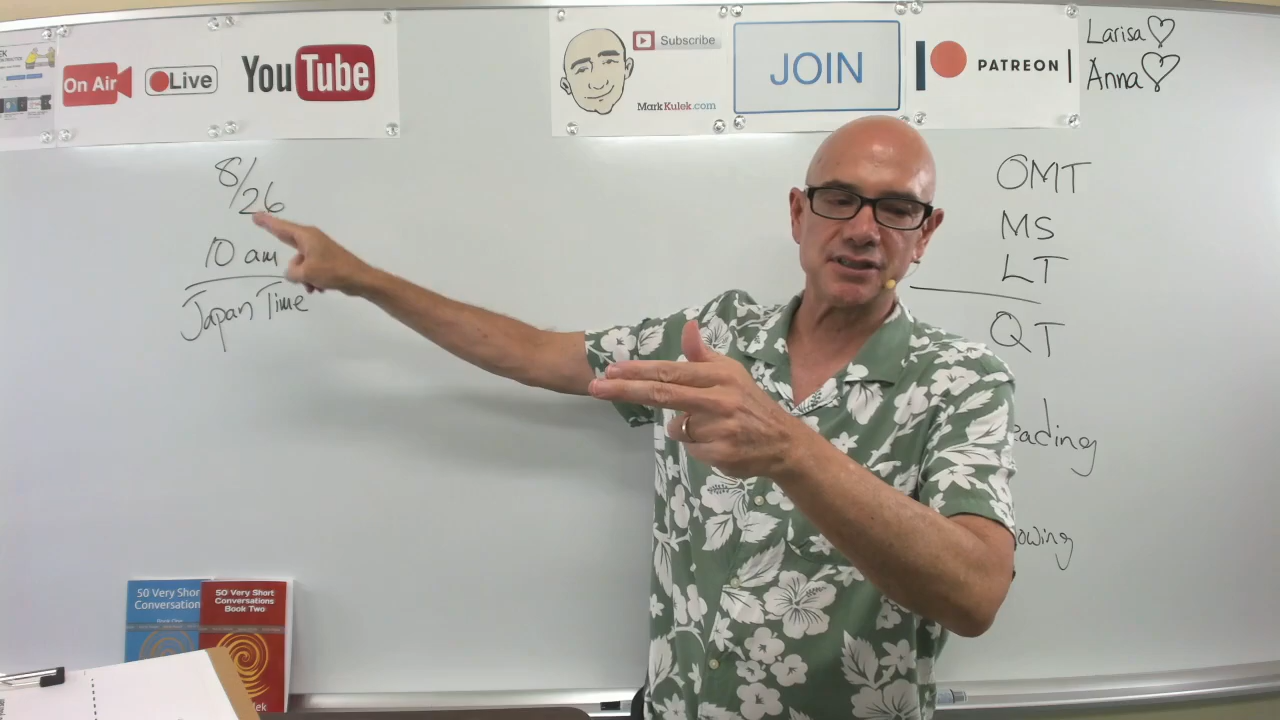 On Air
Live
YouTube
Subscribe
MarkKulek.com
JOIN
PATREON
Larisa
Anna
8/26
10 am
Japan Time
OMT
MS
LT
QT
50 Very Short
Conversation
50 Very Short
Conversations
Book Two